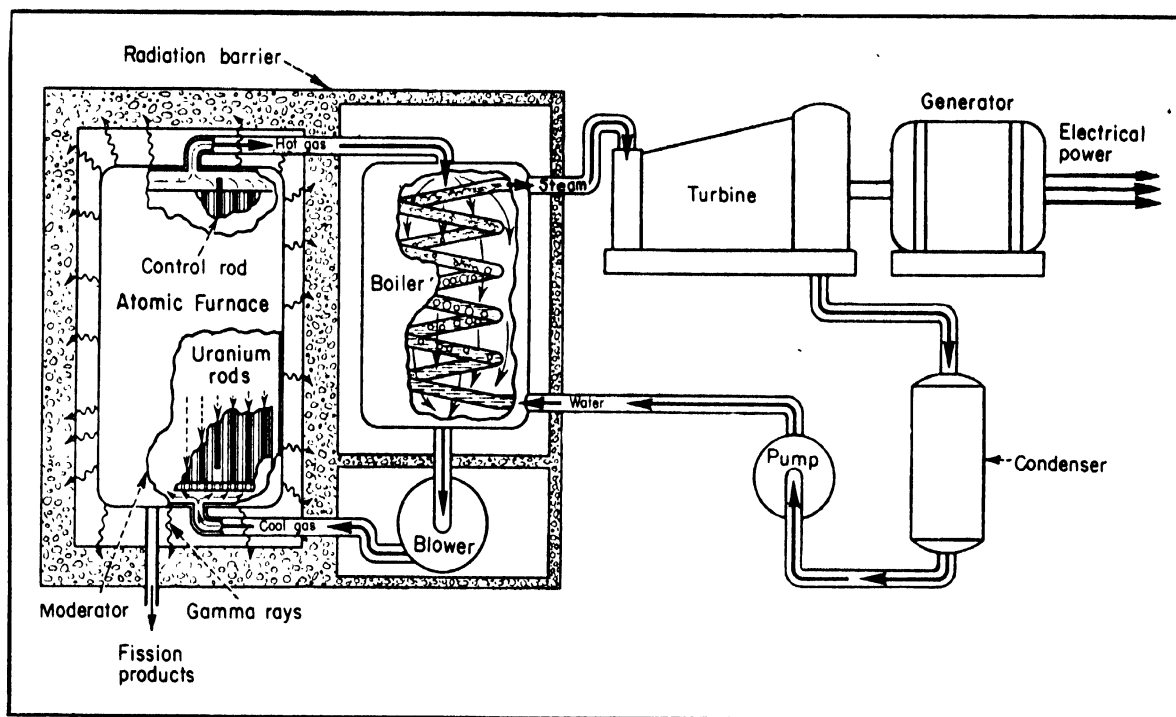 Radiation barrier
Generator
Electrical
power
Hot gas
Steam
Turbine
Control rod
Boiler
Atomic Furnace
Uranium
rods
Water
Pump
Condenser
Cool gas
Blower
Moderator
Gamma rays
Fission
products